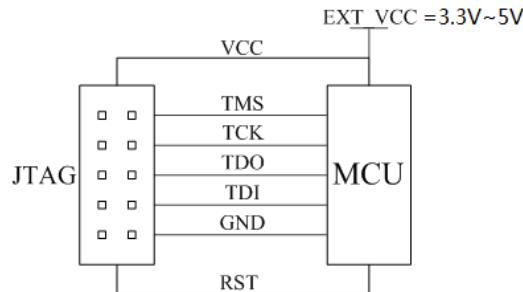 EXT_VCC =3.3V~5V
VCC
TMS
TCK
TDO
TDI
GND
JTAG
MCU
RST